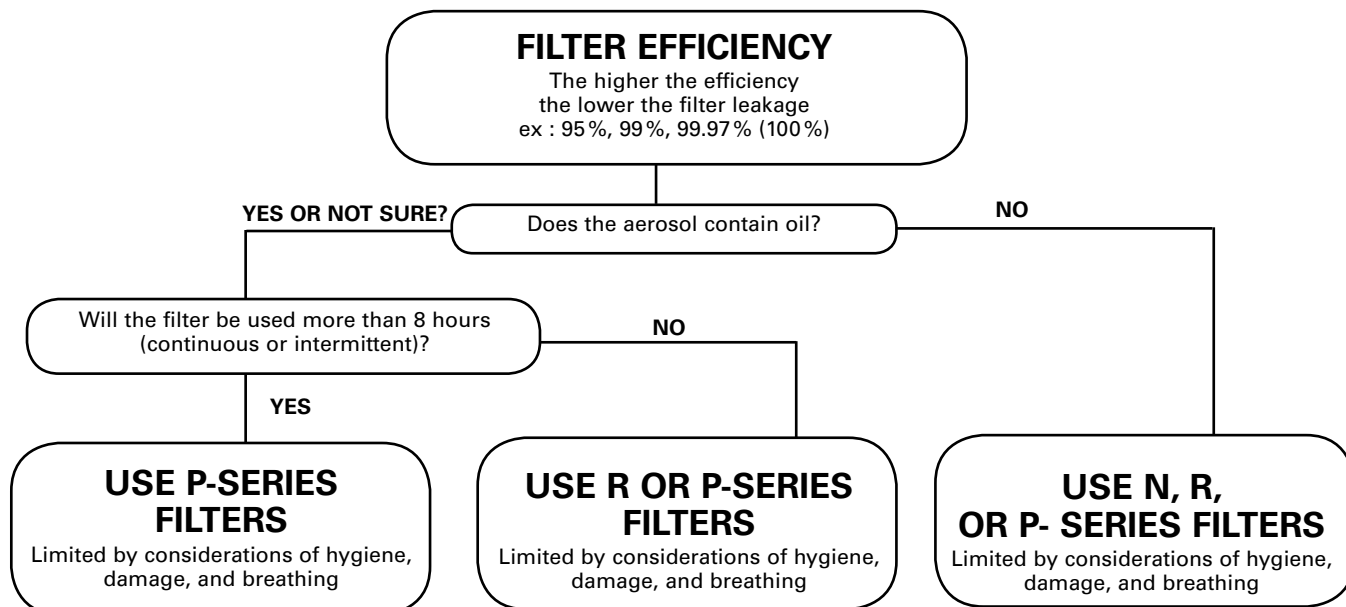 FILTER EFFICIENCY
The higher the efficiency
the lower the filter leakage
ex : 95%, 99%, 99.97% (100%)
YES OR NOT SURE?
Does the aerosol contain oil?
NO
Will the filter be used more than 8 hours
(continuous or intermittent)?
NO
YES
USE P-SERIES
FILTERS
Limited by considerations of hygiene,
damage, and breathing
USE R OR P-SERIES
FILTERS
Limited by considerations of hygiene,
damage, and breathing
USE N, R,
OR P- SERIES FILTERS
Limited by considerations of hygiene,
damage, and breathing